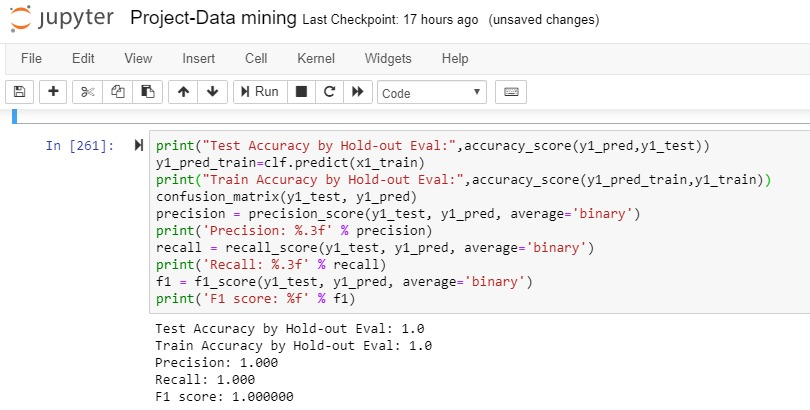 jupyter Project-Data mining Last Checkpoint: 17 hours ago (unsaved changes)
File Edit View Insert Cell Kernel Widgets Help
Run Code
In [261]: print("Test Accuracy by Hold-out Eval:",accuracy_score(y1_pred,y1_test))
y1_pred_train=clf.predict(x1_train)
print("Train Accuracy by Hold-out Eval:",accuracy_score(y1_pred_train,y1_train))
confusion_matrix(y1_test, y1_pred)
precision = precision_score(y1_test, y1_pred, average='binary')
print('Precision: %.3f' % precision)
recall = recall_score(y1_test, y1_pred, average='binary')
print('Recall: %.3f' % recall)
f1 = f1_score(y1_test, y1_pred, average='binary')
print('F1 score: %f' % f1)
Test Accuracy by Hold-out Eval: 1.0
Train Accuracy by Hold-out Eval: 1.0
Precision: 1.000
Recall: 1.000
F1 score: 1.000000